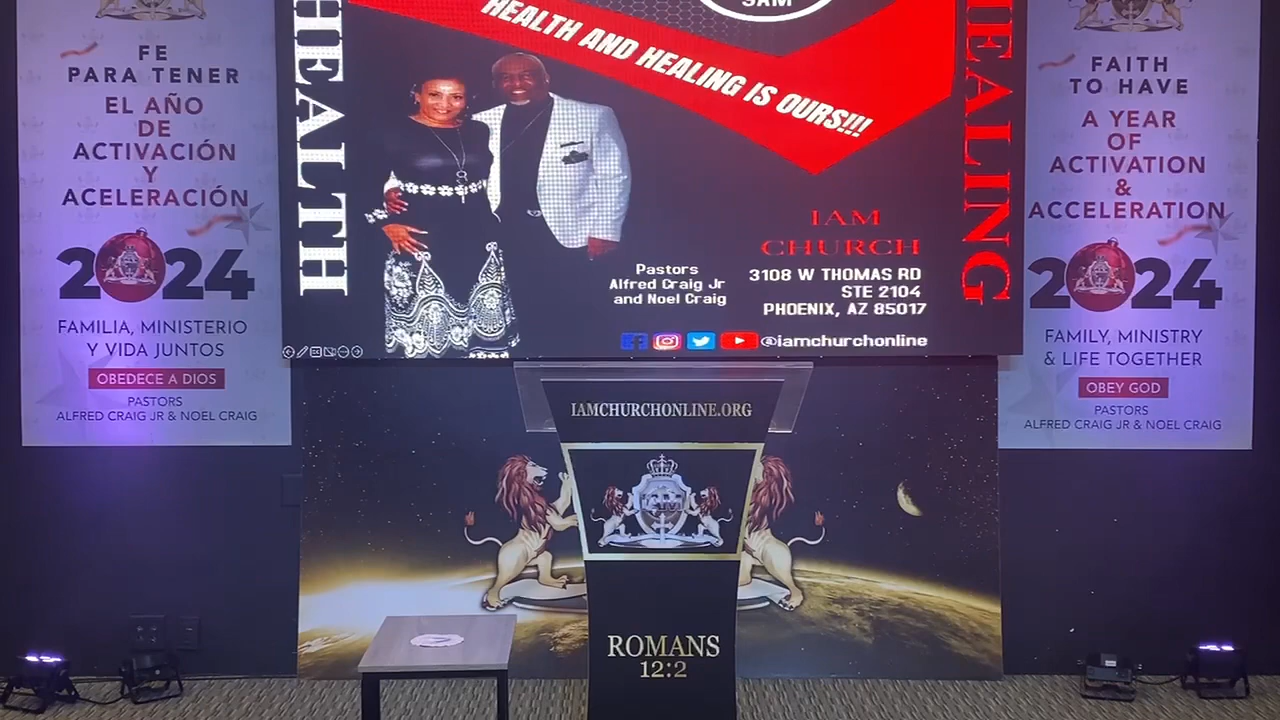 FE
PARA TENER
EL AÑO
DE
ACTIVACIÓN
Y
ACELERACIÓN
2024
FAMILIA, MINISTERIO
Y VIDA JUNTOS
OBEDECE A DIOS
PASTORS
ALFRED CRAIG JR & NOEL CRAIG
HEALTH
9AM
HEALTH AND HEALING IS OURS!!!
IAM
CHURCH
3108 W THOMAS RD
STE 2104
PHOENIX, AZ 85017
Pastors
Alfred Craig Jr
and Noel Craig
@iamchurchonline
HEALING
FAITH
TO HAVE
A YEAR
OF
ACTIVATION
&
ACCELERATION
2024
FAMILY, MINISTRY
& LIFE TOGETHER
OBEY GOD
PASTORS
ALFRED CRAIG JR & NOEL CRAIG
IAMCHURCHONLINE.ORG
IAM
ROMANS
12:2